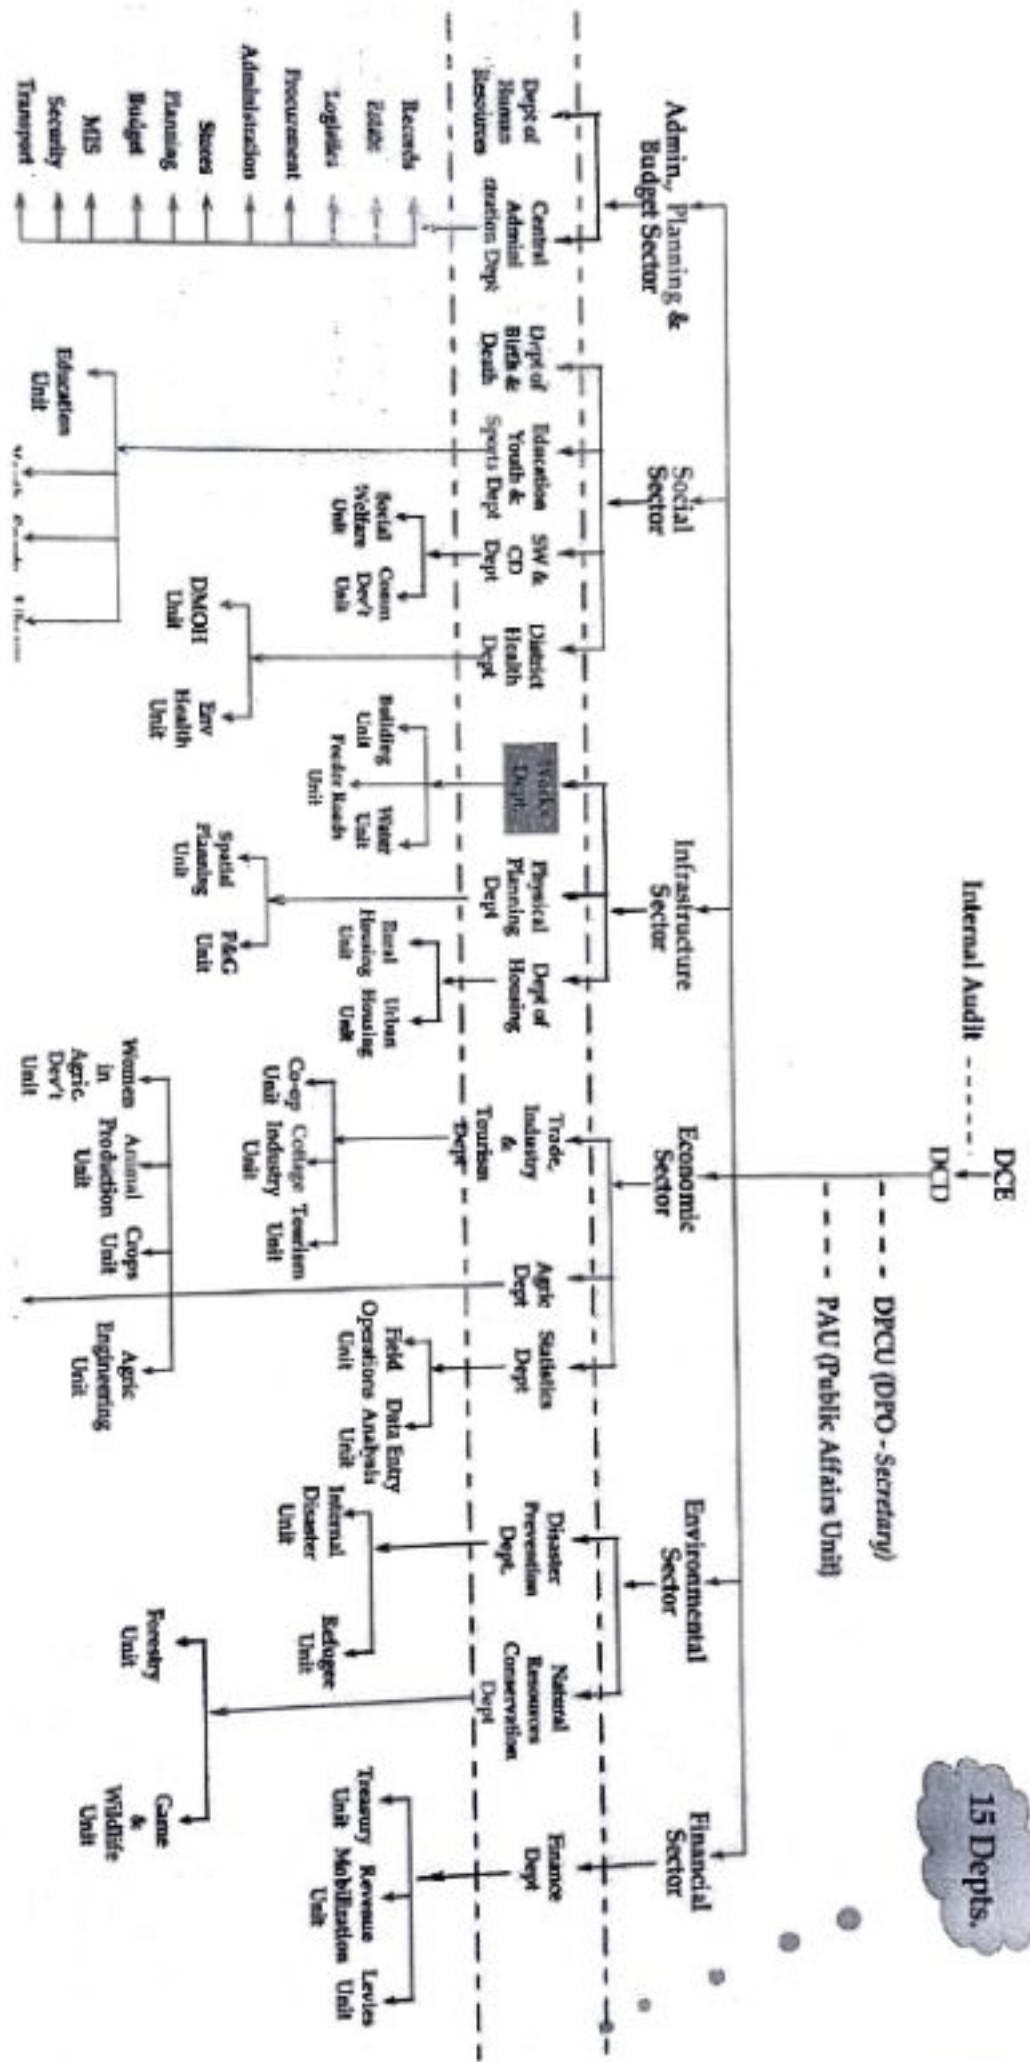 15 Depts.
DCE
DCD
Internal Audit
DPCU (DPO - Secretary)
PAU (Public Affairs Unit)
Admin., Planning &
Budget Sector
Social
Sector
Infrastructure
Sector
Economic
Sector
Environmental
Sector
Financial
Sector
Dept of
Human
Resources
Central
Admini
stration Dept
Dept of
Birth &
Death
Education
Youth &
Sports Dept
SW &
CD
Dept
District
Health
Dept
Works
Dept.
Physical
Planning
Dept
Dept of
Housing
Trade,
Industry
&
Tourism
Dept
Agric
Dept
Statistics
Dept
Disaster
Prevention
Dept.
Natural
Resources
Conservation
Dept
Finance
Dept
Records
Estate
Logistics
Procurement
Administration
Stores
Planning
Budget
MIS
Security
Transport
Education
Unit
Social
Welfare
Unit
Comm
Dev't
Unit
DMOH
Unit
Env
Health
Unit
Building
Unit
Feeder Roads
Unit
Water
Unit
Spatial
Planning
Unit
P&G
Unit
Rural
Housing
Unit
Urban
Housing
Unit
Co-op
Unit
Cottage
Industry
Unit
Tourism
Unit
Women
in
Agric.
Dev't
Unit
Animal
Production
Unit
Crops
Unit
Agric
Engineering
Unit
Field
Operations
Unit
Data Entry
Analysis
Unit
Internal
Disaster
Unit
Refugee
Unit
Forestry
Unit
Game
&
Wildlife
Unit
Treasury
Unit
Revenue
Mobilization
Unit
Levies
Unit